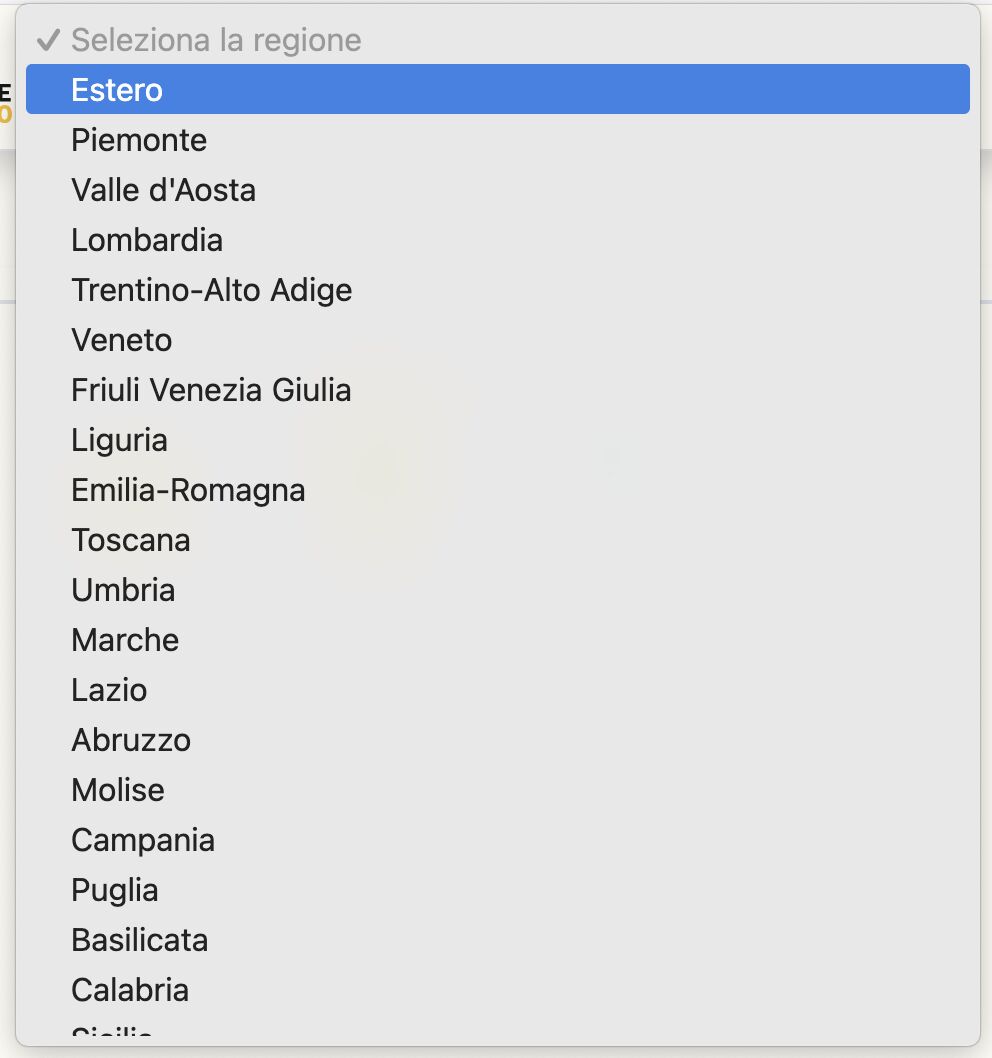 Seleziona la regione
Estero
Piemonte
Valle d'Aosta
Lombardia
Trentino-Alto Adige
Veneto
Friuli Venezia Giulia
Liguria
Emilia-Romagna
Toscana
Umbria
Marche
Lazio
Abruzzo
Molise
Campania
Puglia
Basilicata
Calabria